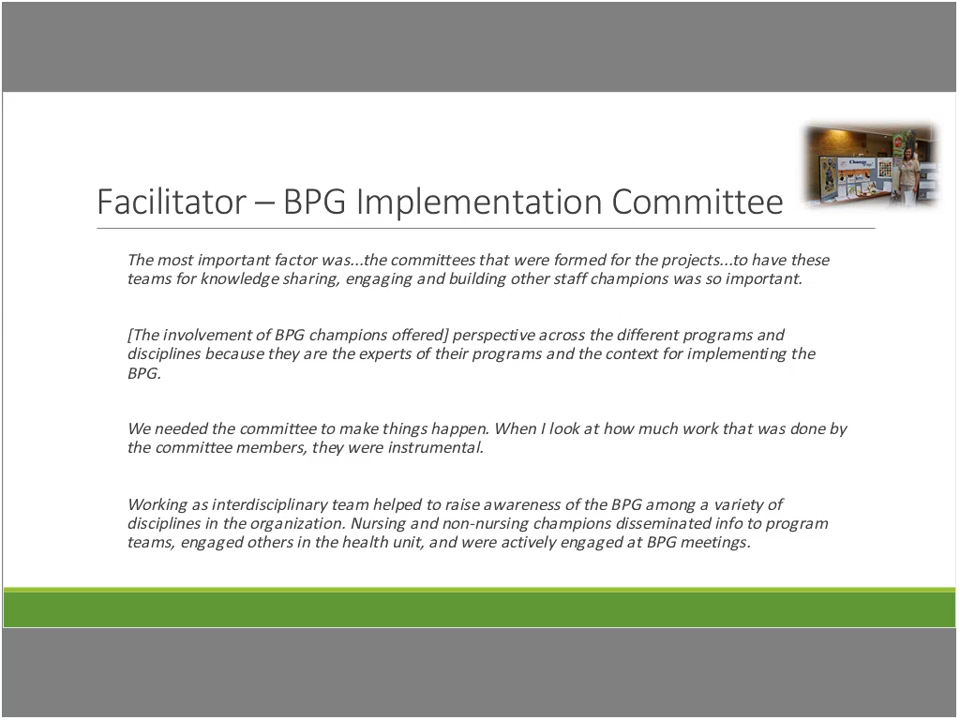 Facilitator – BPG Implementation Committee
The most important factor was...the committees that were formed for the projects...to have these
teams for knowledge sharing, engaging and building other staff champions was so important.
[The involvement of BPG champions offered] perspective across the different programs and
disciplines because they are the experts of their programs and the context for implementing the
BPG.
We needed the committee to make things happen. When I look at how much work that was done by
the committee members, they were instrumental.
Working as interdisciplinary team helped to raise awareness of the BPG among a variety of
disciplines in the organization. Nursing and non-nursing champions disseminated info to program
teams, engaged others in the health unit, and were actively engaged at BPG meetings.